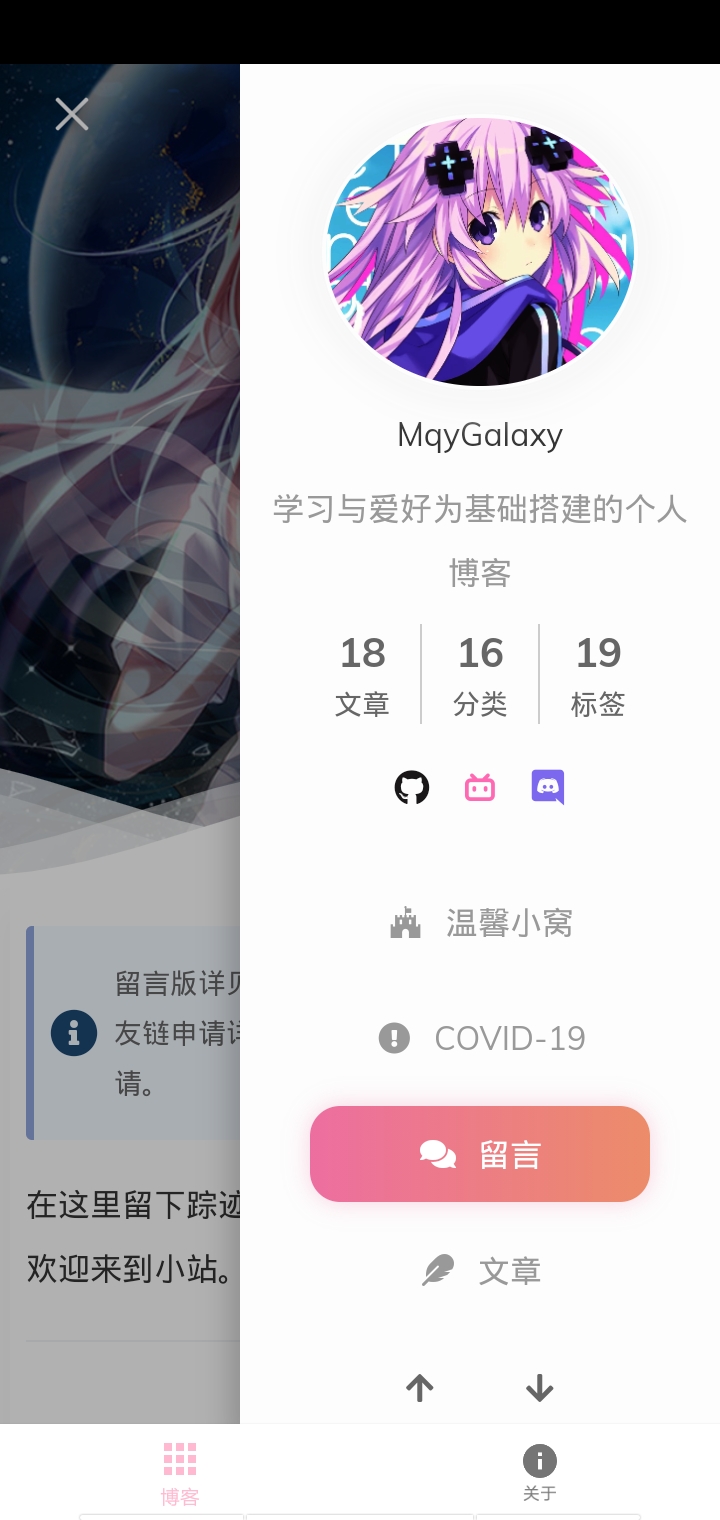 MqyGalaxy
学习与爱好为基础搭建的个人
博客
18 16 19
文章 分类 标签
温馨小窝
COVID-19
留言
文章
留言版详
友链申请
请。
在这里留下踪迹
欢迎来到小站。
博客 关于